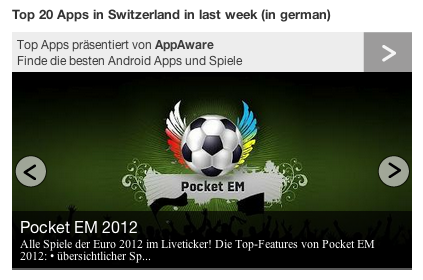 Top 20 Apps in Switzerland in last week (in german)
Top Apps präsentiert von AppAware
Finde die besten Android Apps und Spiele
Pocket EM
Pocket EM 2012
Alle Spiele der Euro 2012 im Liveticker! Die Top-Features von Pocket EM
2012: • übersichtlicher Sp...